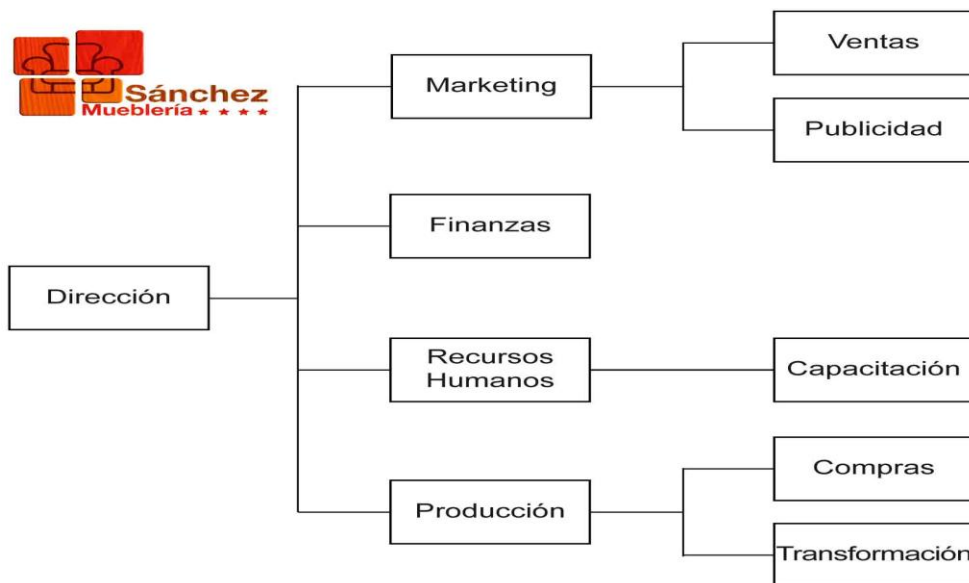 Sánchez
Mueblería
Dirección
Marketing
Finanzas
Recursos
Humanos
Producción
Ventas
Publicidad
Capacitación
Compras
Transformación